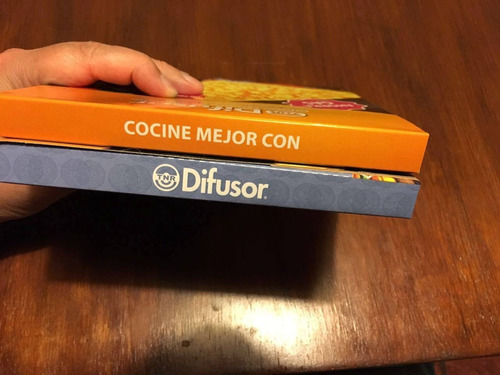 COCINE MEJOR CON
TNR Difusor